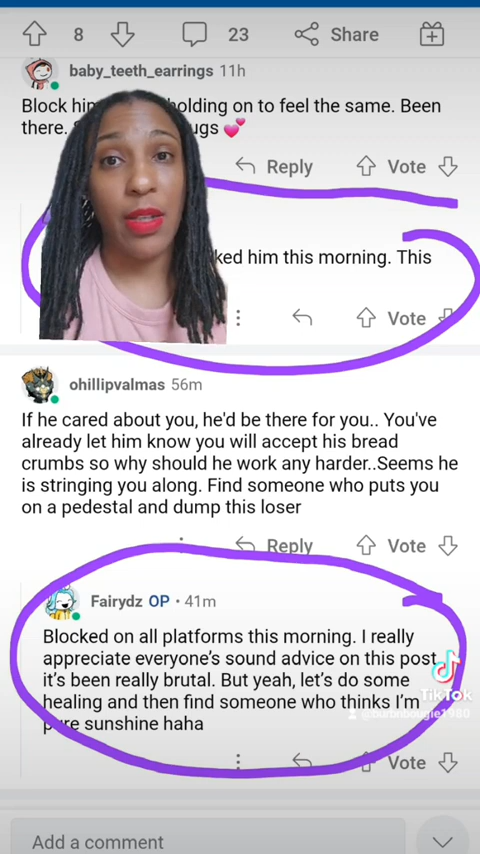 8
23
Share
baby_teeth_earrings 11h
Block holding on to feel the same. Been
there.
Reply
Vote
him this morning. This
Vote
ohillipvalmas 56m
If he cared about you, he'd be there for you.. You've
already let him know you will accept his bread
crumbs so why should he work any harder..Seems he
is stringing you along. Find someone who puts you
on a pedestal and dump this loser
Reply
Vote
Fairydz OP • 41m
Blocked on all platforms this morning. I really
appreciate everyone's sound advice on this post
it's been really brutal. But yeah, let's do some
healing and then find someone who thinks I'm
pure sunshine haha
TikTok
Vote
Add a comment